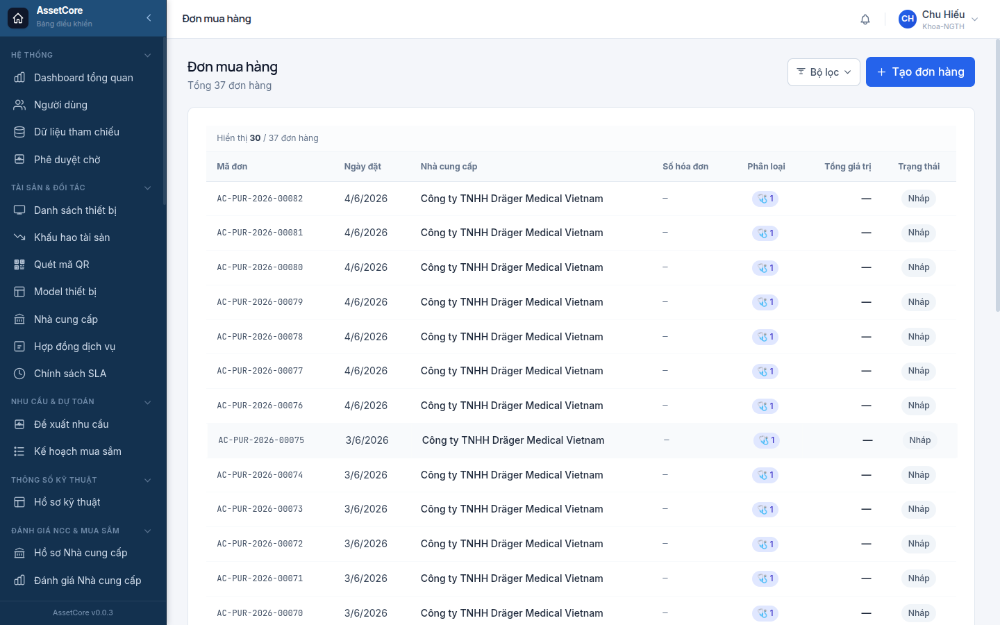 AssetCore
Bảng điều khiển
HỆ THỐNG
Dashboard tổng quan
Người dùng
Dữ liệu tham chiếu
Phê duyệt chờ
TÀI SẢN & ĐỐI TÁC
Danh sách thiết bị
Khấu hao tài sản
Quét mã QR
Model thiết bị
Nhà cung cấp
Hợp đồng dịch vụ
Chính sách SLA
NHU CẦU & DỰ TOÁN
Đề xuất nhu cầu
Kế hoạch mua sắm
THÔNG SỐ KỸ THUẬT
Hồ sơ kỹ thuật
ĐÁNH GIÁ NCC & MUA SẮM
Hồ sơ Nhà cung cấp
Đánh giá Nhà cung cấp
AssetCore v0.0.3
Đơn mua hàng
CH
Chu Hiếu
Khoa-NGTH
Đơn mua hàng
Tổng 37 đơn hàng
Bộ lọc
+ Tạo đơn hàng
Hiển thị 30 / 37 đơn hàng
Mã đơn Ngày đặt Nhà cung cấp Số hóa đơn Phân loại Tổng giá trị Trạng thái
AC-PUR-2026-00082 4/6/2026 Công ty TNHH Dräger Medical Vietnam – 🩺 1 — Nháp
AC-PUR-2026-00081 4/6/2026 Công ty TNHH Dräger Medical Vietnam – 🩺 1 — Nháp
AC-PUR-2026-00080 4/6/2026 Công ty TNHH Dräger Medical Vietnam – 🩺 1 — Nháp
AC-PUR-2026-00079 4/6/2026 Công ty TNHH Dräger Medical Vietnam – 🩺 1 — Nháp
AC-PUR-2026-00078 4/6/2026 Công ty TNHH Dräger Medical Vietnam – 🩺 1 — Nháp
AC-PUR-2026-00077 4/6/2026 Công ty TNHH Dräger Medical Vietnam – 🩺 1 — Nháp
AC-PUR-2026-00076 4/6/2026 Công ty TNHH Dräger Medical Vietnam – 🩺 1 — Nháp
AC-PUR-2026-00075 3/6/2026 Công ty TNHH Dräger Medical Vietnam – 🩺 1 — Nháp
AC-PUR-2026-00074 3/6/2026 Công ty TNHH Dräger Medical Vietnam – 🩺 1 — Nháp
AC-PUR-2026-00073 3/6/2026 Công ty TNHH Dräger Medical Vietnam – 🩺 1 — Nháp
AC-PUR-2026-00072 3/6/2026 Công ty TNHH Dräger Medical Vietnam – 🩺 1 — Nháp
AC-PUR-2026-00071 3/6/2026 Công ty TNHH Dräger Medical Vietnam – 🩺 1 — Nháp
AC-PUR-2026-00070 3/6/2026 Công ty TNHH Dräger Medical Vietnam – 🩺 1 — Nháp